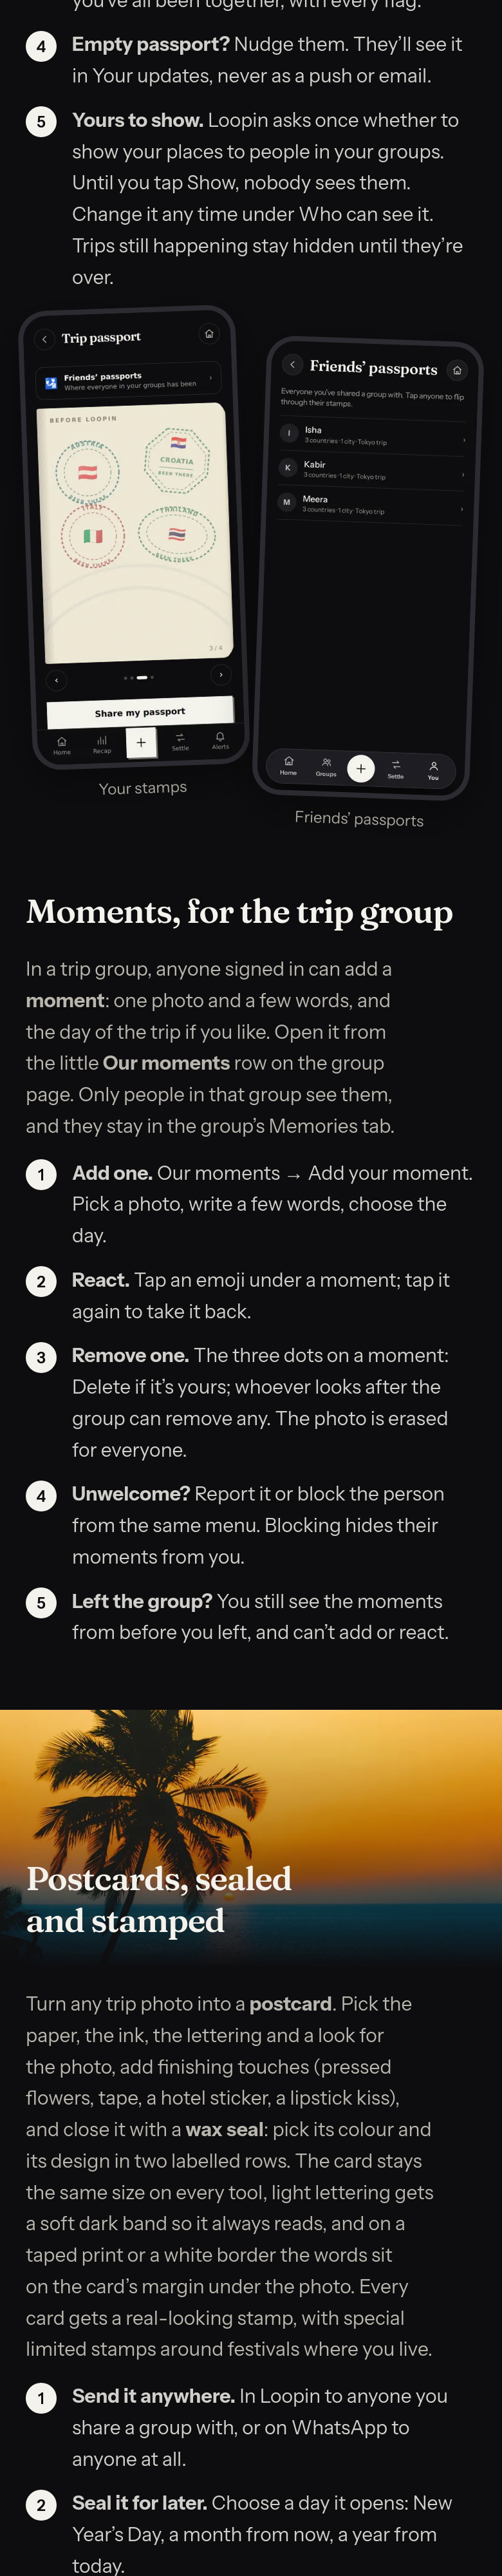 you've all been together, with every flag.
4
Empty passport? Nudge them. They'll see it
in Your updates, never as a push or email.
5
Yours to show. Loopin asks once whether to
show your places to people in your groups.
Until you tap Show, nobody sees them.
Change it any time under Who can see it.
Trips still happening stay hidden until they're
over.
Trip passport
Friends' passports
Where everyone in your groups has been
BEFORE LOOPIN
AUSTRIA
CROATIA
BEEN THERE
ITALY
BEEN THERE
THAILAND
BEEN THERE
3 / 4
Share my passport
Home
Recap
Settle
Alerts
Your stamps
Friends' passports
Everyone you've shared a group with. Tap anyone to flip
through their stamps.
I
Isha
3 countries · 1 city · Tokyo trip
K
Kabir
3 countries · 1 city · Tokyo trip
M
Meera
3 countries · 1 city · Tokyo trip
Home
Groups
Settle
You
Friends' passports
Moments, for the trip group
In a trip group, anyone signed in can add a
moment: one photo and a few words, and
the day of the trip if you like. Open it from
the little Our moments row on the group
page. Only people in that group see them,
and they stay in the group's Memories tab.
1
Add one. Our moments → Add your moment.
Pick a photo, write a few words, choose the
day.
2
React. Tap an emoji under a moment; tap it
again to take it back.
3
Remove one. The three dots on a moment:
Delete if it's yours; whoever looks after the
group can remove any. The photo is erased
for everyone.
4
Unwelcome? Report it or block the person
from the same menu. Blocking hides their
moments from you.
5
Left the group? You still see the moments
from before you left, and can't add or react.
Postcards, sealed
and stamped
Turn any trip photo into a postcard. Pick the
paper, the ink, the lettering and a look for
the photo, add finishing touches (pressed
flowers, tape, a hotel sticker, a lipstick kiss),
and close it with a wax seal: pick its colour and
its design in two labelled rows. The card stays
the same size on every tool, light lettering gets
a soft dark band so it always reads, and on a
taped print or a white border the words sit
on the card's margin under the photo. Every
card gets a real-looking stamp, with special
limited stamps around festivals where you live.
1
Send it anywhere. In Loopin to anyone you
share a group with, or on WhatsApp to
anyone at all.
2
Seal it for later. Choose a day it opens: New
Year's Day, a month from now, a year from
today.